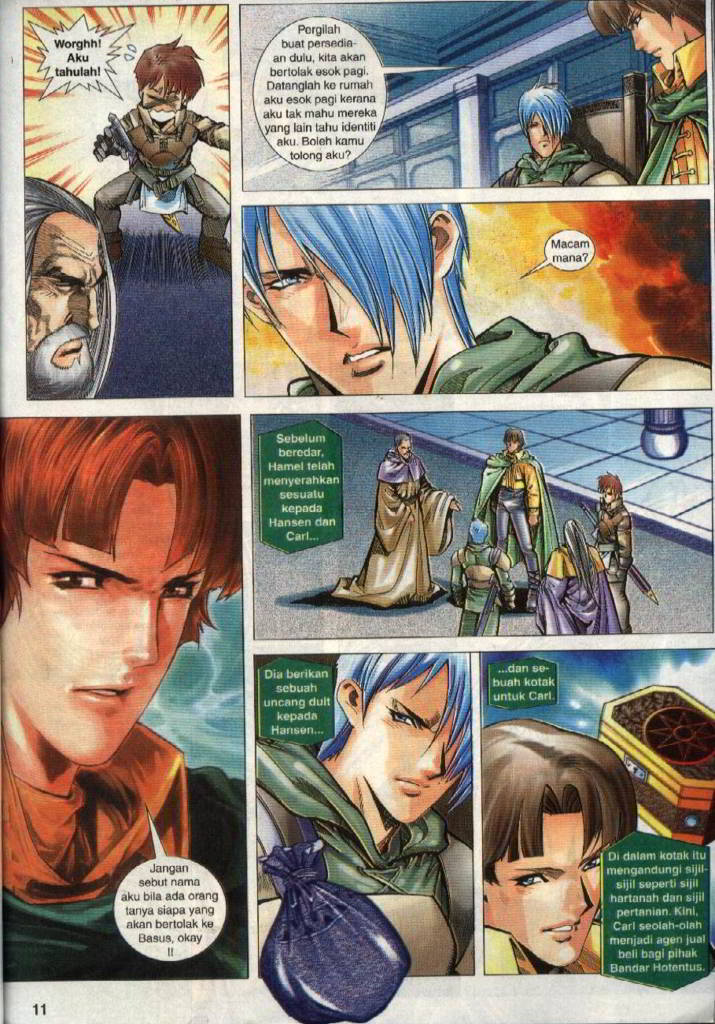 Worghh!
Aku
tahulah!
Pergilah
buat persedia-
an dulu, kita akan
bertolak esok pagi.
Datanglah ke rumah
aku esok pagi kerana
aku tak mahu mereka
yang lain tahu identiti
aku. Boleh kamu
tolong aku?
Macam
mana?
Sebelum
beredar,
Hamel telah
menyerahkan
sesuatu
kepada
Hansen dan
Carl...
Jangan
sebut nama
aku bila ada orang
tanya siapa yang
akan bertolak ke
Basus, okay
!!
Dia berikan
sebuah
uncang duit
kepada
Hansen...
...dan se-
buah kotak
untuk Carl.
Di dalam kotak itu
mengandungi sijil-
sijil seperti sijil
hartanah dan sijil
pertanian. Kini,
Carl seolah-olah
menjadi agen jual
beli bagi pihak
Bandar Hotentus.
11